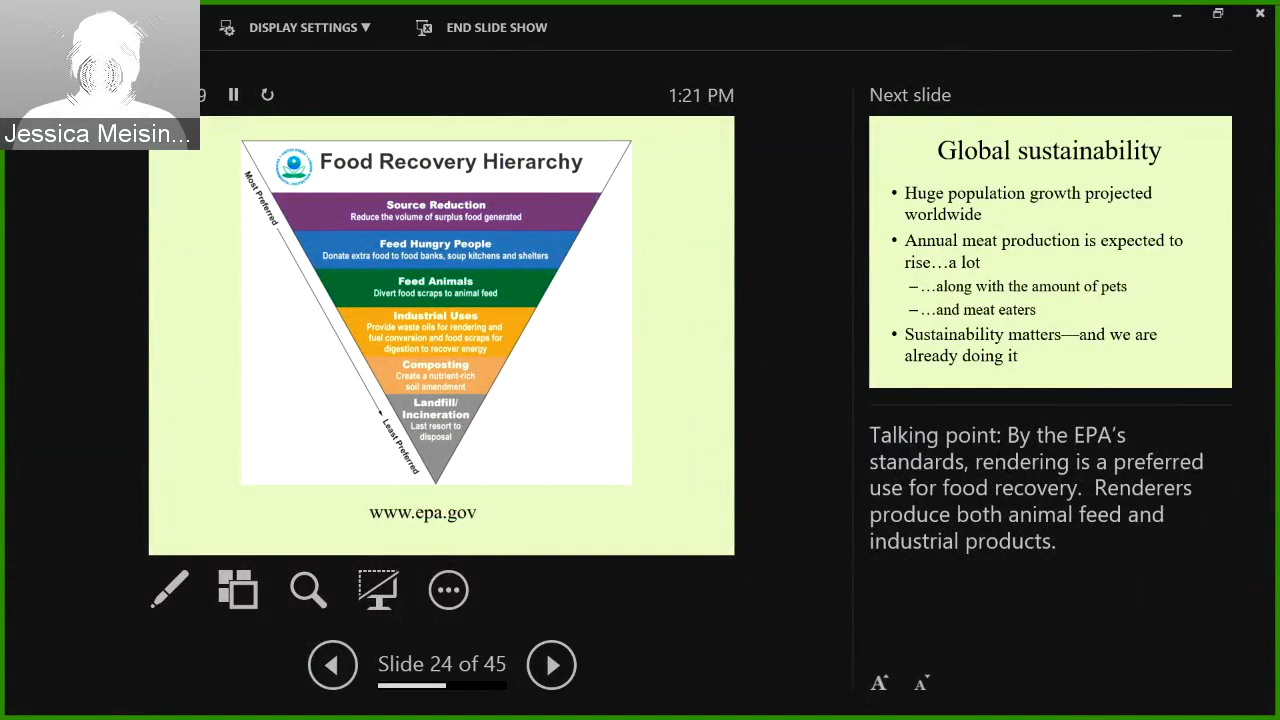 DISPLAY SETTINGS ▼
END SLIDE SHOW
Jessica Meisin...
9
1:21 PM
Food Recovery Hierarchy
Most Preferred
Source Reduction
Reduce the volume of surplus food generated
Feed Hungry People
Donate extra food to food banks, soup kitchens and shelters
Feed Animals
Divert food scraps to animal feed
Industrial Uses
Provide waste oils for rendering and
fuel conversion and food scraps for
digestion to recover energy
Composting
Create a nutrient-rich
soil amendment
Landfill/
Incineration
Last resort to
disposal
Least Preferred
www.epa.gov
Slide 24 of 45
Next slide
Global sustainability
• Huge population growth projected
worldwide
• Annual meat production is expected to
rise…a lot
– …along with the amount of pets
– …and meat eaters
• Sustainability matters—and we are
already doing it
Talking point: By the EPA’s
standards, rendering is a preferred
use for food recovery.  Renderers
produce both animal feed and
industrial products.
A A